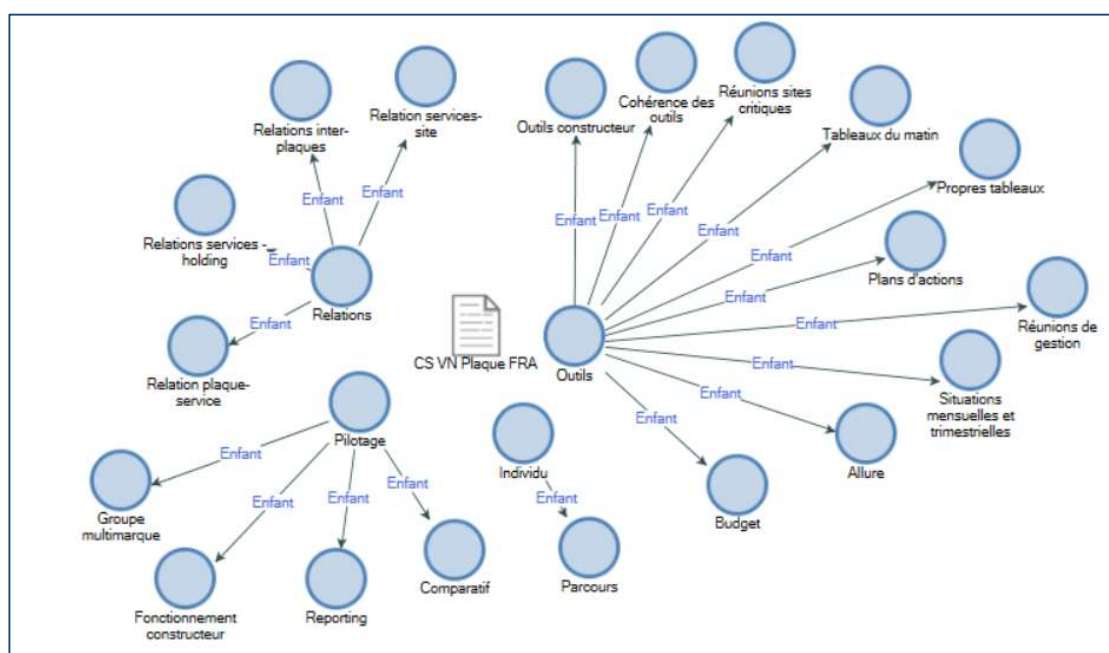 Relations inter-
plaques
Relation services-
site
Outils constructeur
Cohérence des
outils
Réunions sites
critiques
Tableaux du matin
Propres tableaux
Enfant
Enfant
Enfant
Enfant
Enfant
Enfant
Enfant
Relations services -
holding
Enfant
Enfant
Plans d'actions
Relations
Enfant
Enfant
Réunions de
gestion
Enfant
CS VN Plaque FRA
Outils
Relation plaque-
service
Enfant
Enfant
Situations
mensuelles et
trimestrielles
Enfant
Pilotage
Individu
Allure
Enfant
Enfant
Enfant
Enfant
Enfant
Groupe
multimarque
Budget
Fonctionnement
constructeur
Reporting
Comparatif
Parcours